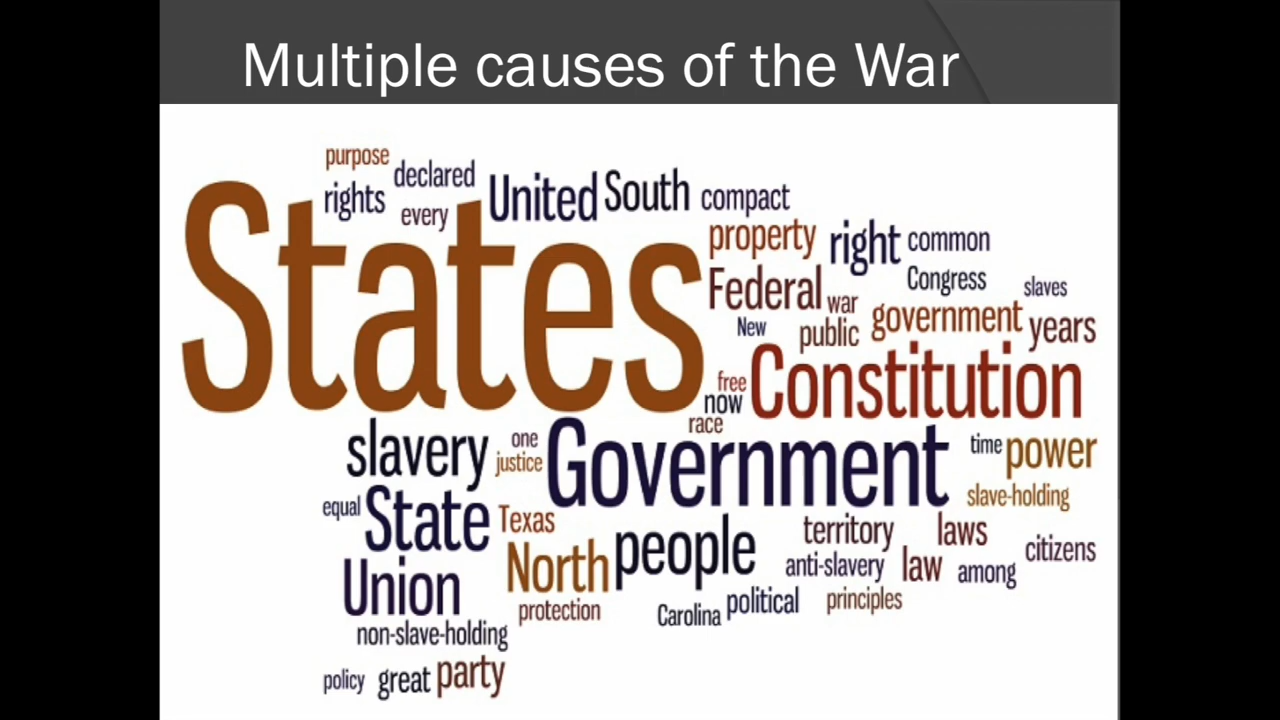 Multiple causes of the War
purpose
declared
rights
every
United
South
compact
States
property
right
common
Federal
war
Congress
slaves
New
public
government
years
free
now
Constitution
race
slavery
one
justice
Government
time
power
slave-holding
equal
State
Texas
North
people
territory
laws
anti-slavery
law
among
citizens
Union
protection
Carolina
political
principles
non-slave-holding
policy
great
party